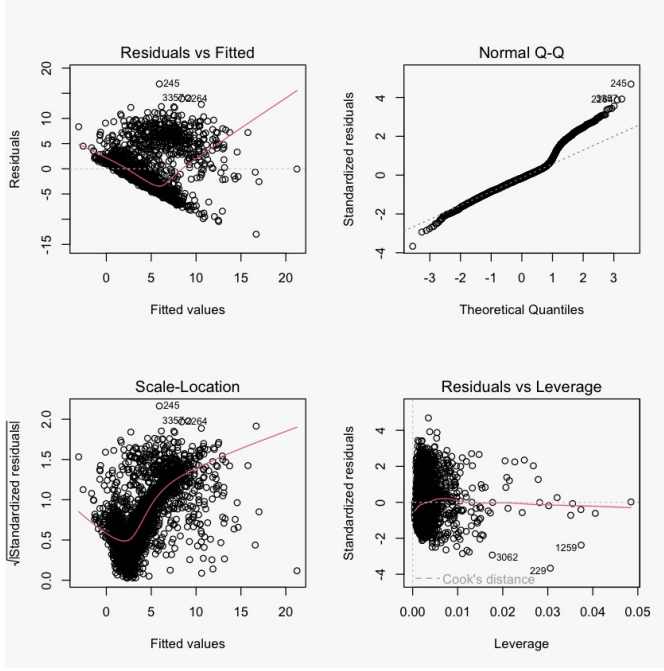 Residuals vs Fitted
Residuals
20
10
5
0
-5
-15
245
2264
0 5 10 15 20
Fitted values
Normal Q-Q
Standardized residuals
4
2
0
-2
-4
245
-3 -2 -1 0 1 2 3
Theoretical Quantiles
Scale-Location
√|Standardized residuals|
2.0
1.5
1.0
0.5
0.0
245
2264
0 5 10 15 20
Fitted values
Residuals vs Leverage
Standardized residuals
4
2
0
-2
-4
3062
1259
229
Cook's distance
0.00 0.01 0.02 0.03 0.04 0.05
Leverage